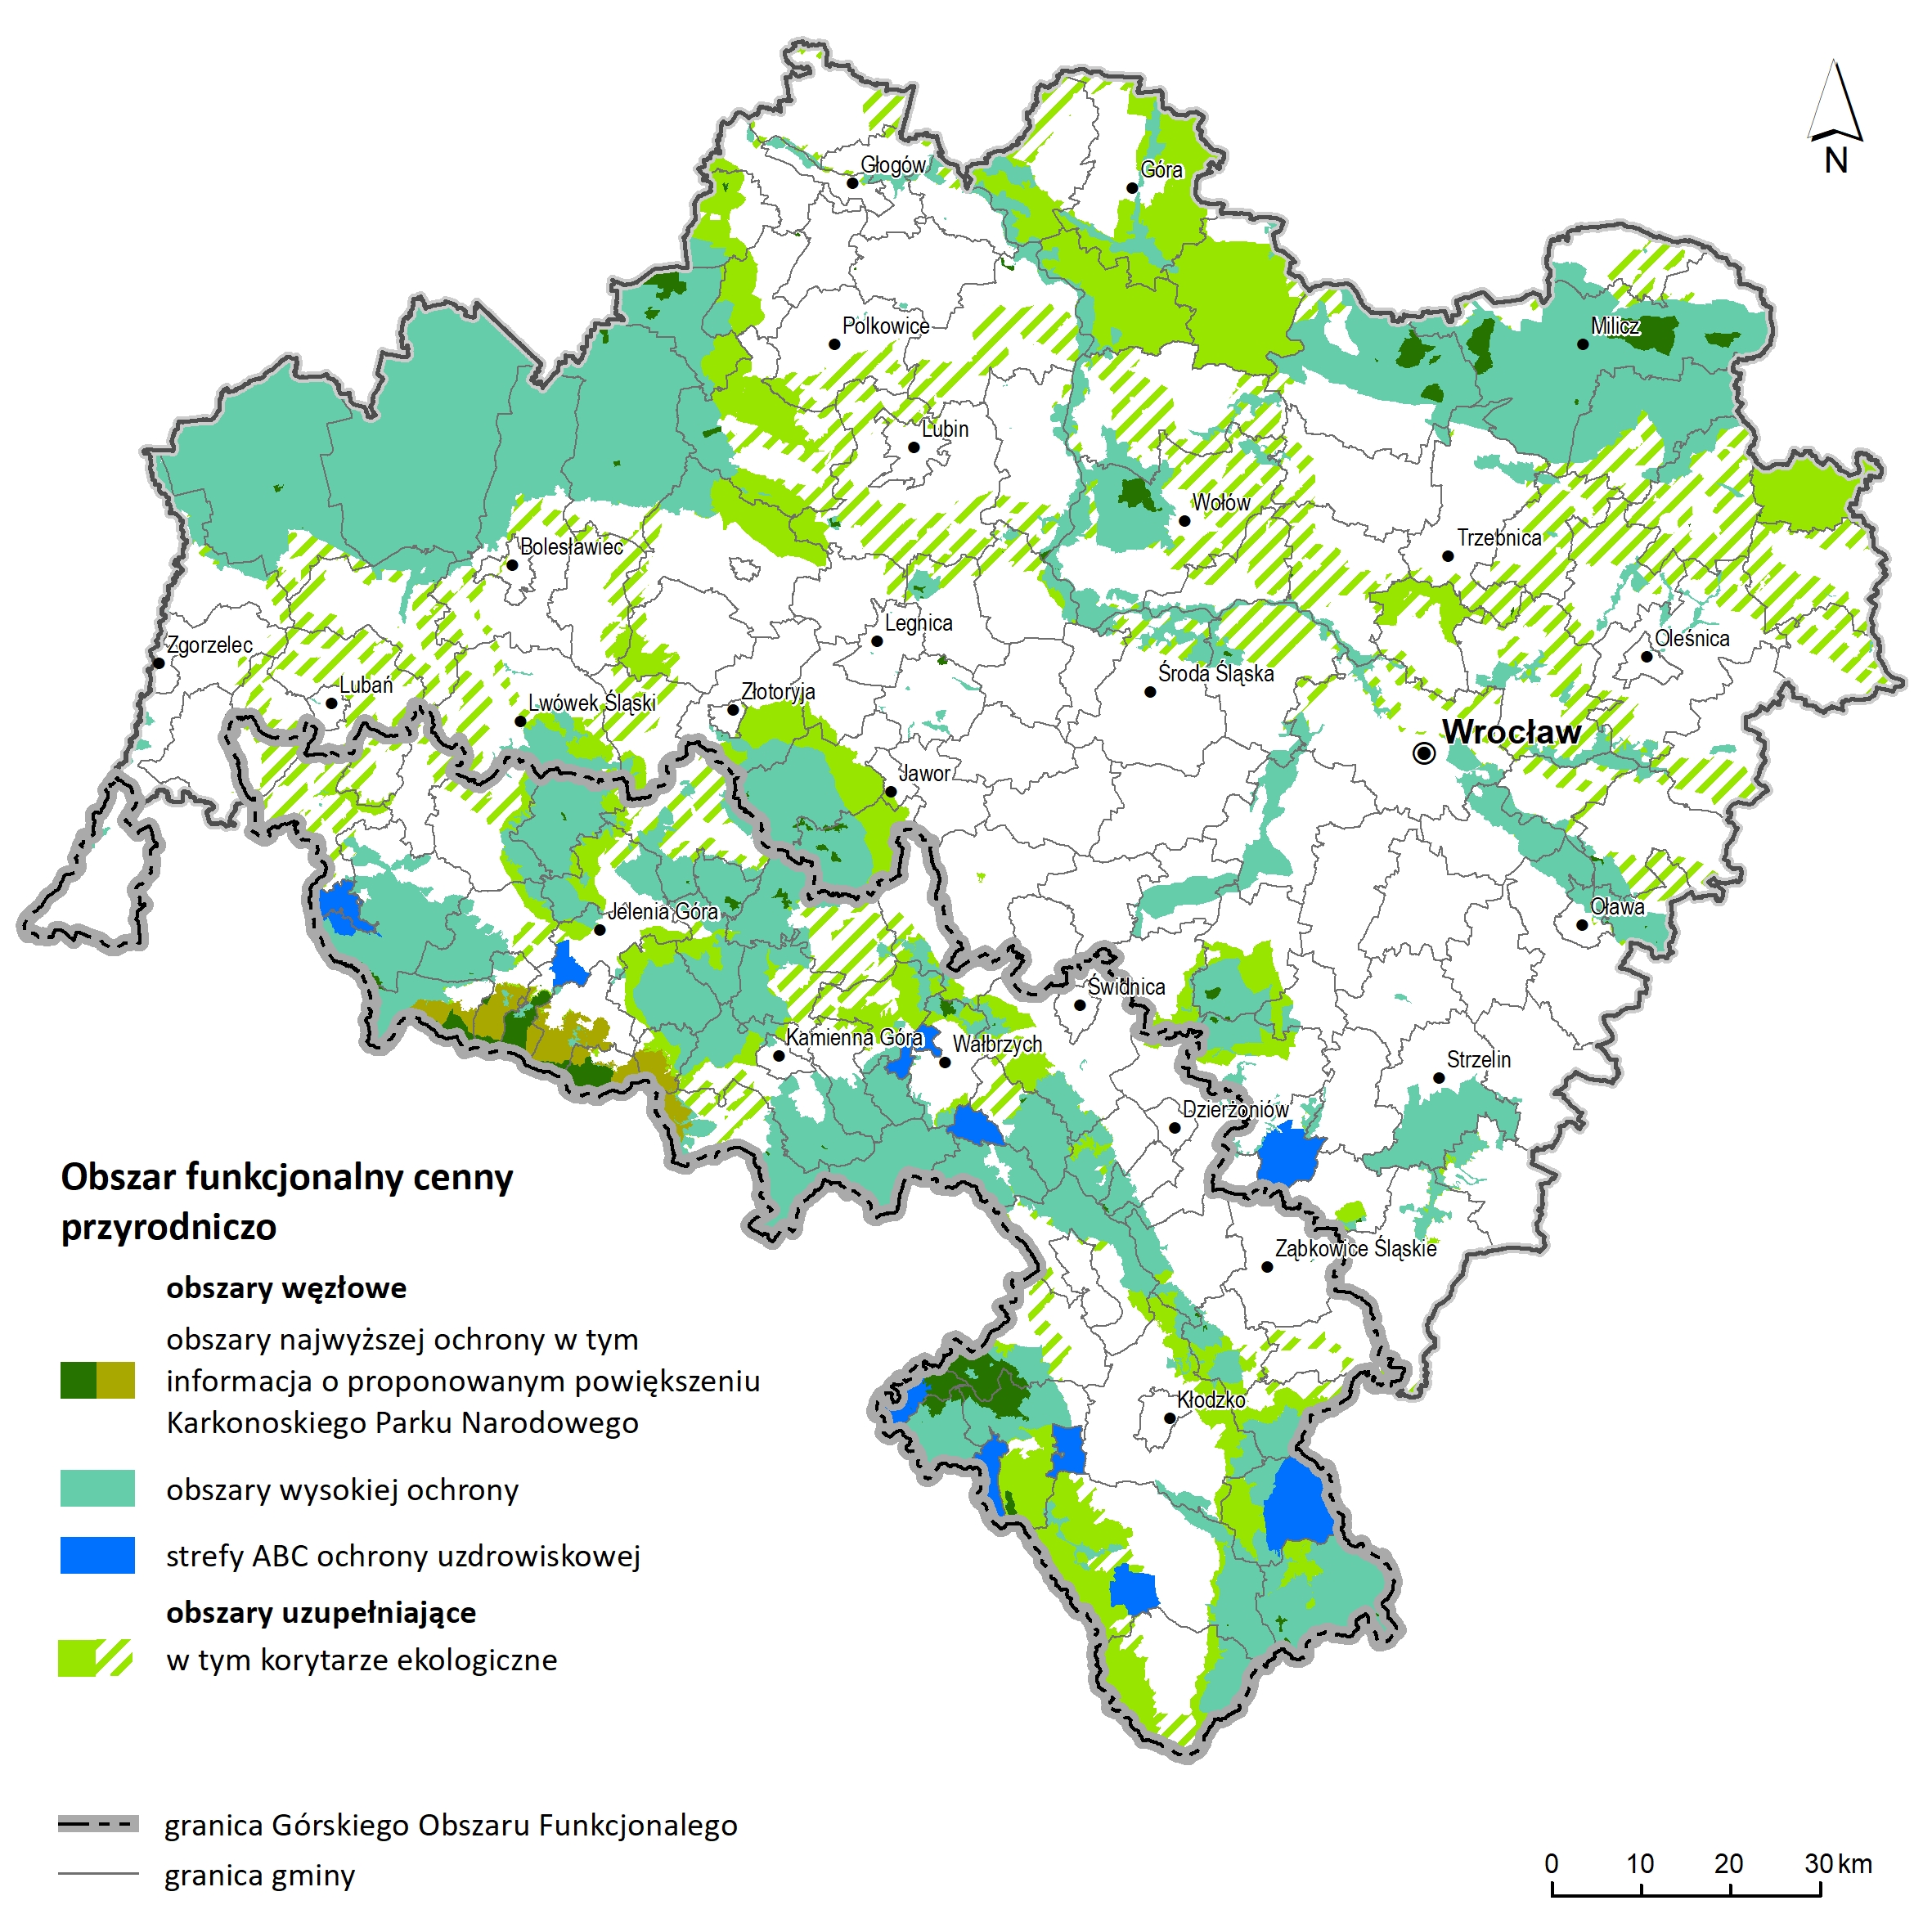 N
Głogów
Góra
Polkowice
Milicz
Lubin
Wołów
Trzebnica
Bolesławiec
Legnica
Oleśnica
Zgorzelec
Środa Śląska
Lubań
Złotoryja
Lwówek Śląski
Wrocław
Jawor
Jelenia Góra
Oława
Świdnica
Kamienna Góra
Wałbrzych
Strzelin
Dzierżoniów
Ząbkowice Śląskie
Kłodzko
Obszar funkcjonalny cenny
przyrodniczo
obszary węzłowe
obszary najwyższej ochrony w tym
informacja o proponowanym powiększeniu
Karkonoskiego Parku Narodowego
obszary wysokiej ochrony
strefy ABC ochrony uzdrowiskowej
obszary uzupełniające
w tym korytarze ekologiczne
granica Górskiego Obszaru Funkcjonalego
granica gminy
0 10 20 30 km